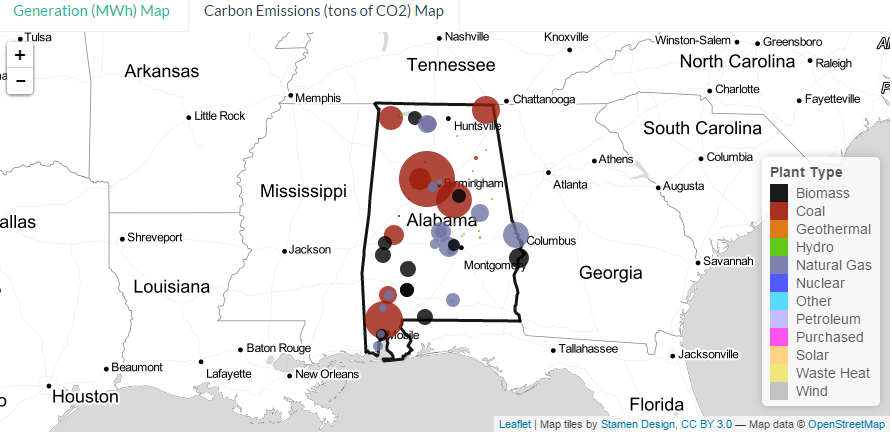 Generation (MWh) Map
Carbon Emissions (tons of CO2) Map
+
−
Tulsa
Nashville
Knoxville
Winston-Salem
Greensboro
Tennessee
North Carolina
Raleigh
Arkansas
Memphis
Chattanooga
Charlotte
Fayetteville
Little Rock
Huntsville
South Carolina
Athens
Columbia
Atlanta
Augusta
Mississippi
Birmingham
allas
Alabama
Shreveport
Jackson
Columbus
Montgomery
Savannah
Louisiana
Georgia
Mobile
Baton Rouge
Tallahassee
Jacksonville
Beaumont
Lafayette
New Orleans
Houston
Florida
Plant Type
Biomass
Coal
Geothermal
Hydro
Natural Gas
Nuclear
Other
Petroleum
Purchased
Solar
Waste Heat
Wind
Leaflet | Map tiles by Stamen Design, CC BY 3.0 — Map data © OpenStreetMap